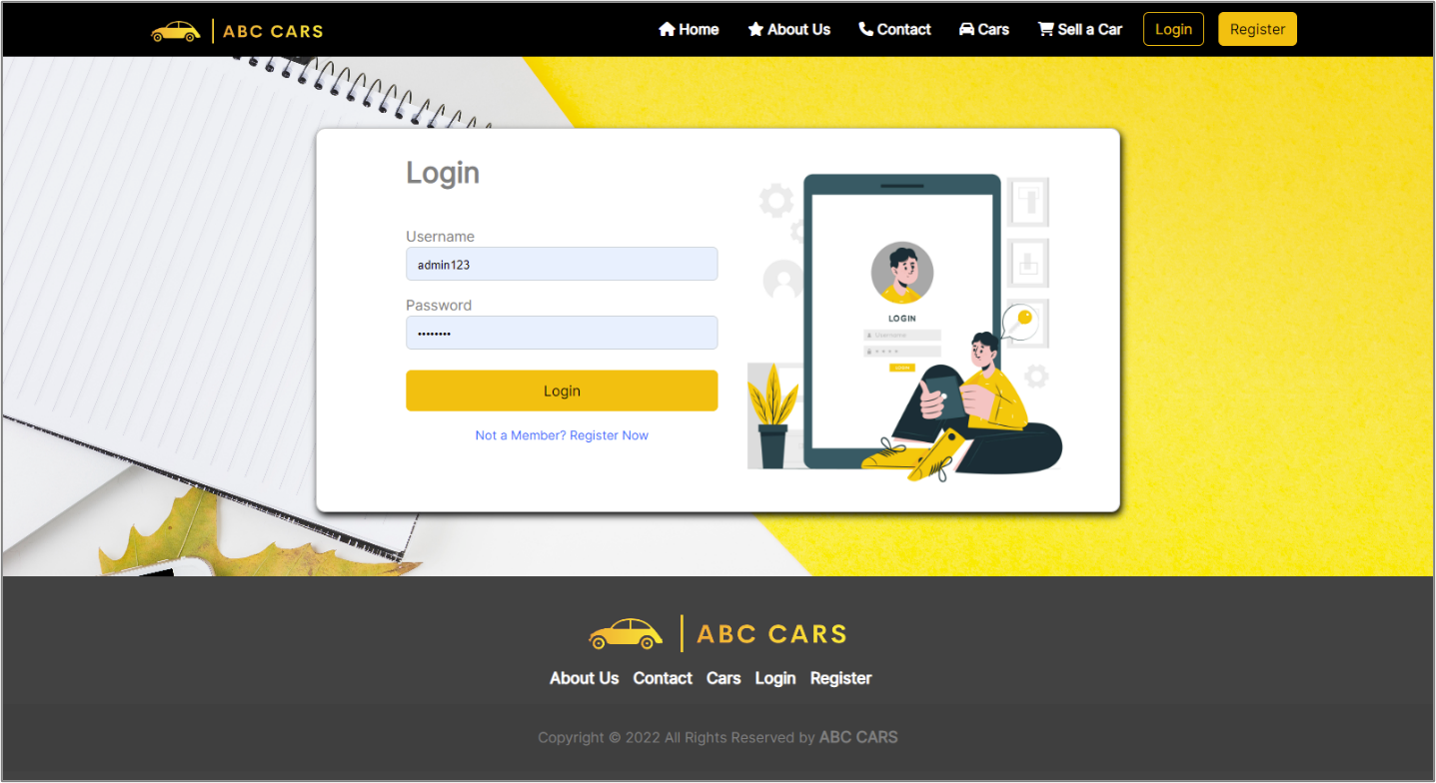 ABC CARS
Home About Us Contact Cars Sell a Car Login Register
Login
Username
admin123
Password
••••••••
Login
Not a Member? Register Now
LOGIN
Username
* * * *
ABC CARS
About Us Contact Cars Login Register
Copyright © 2022 All Rights Reserved by ABC CARS